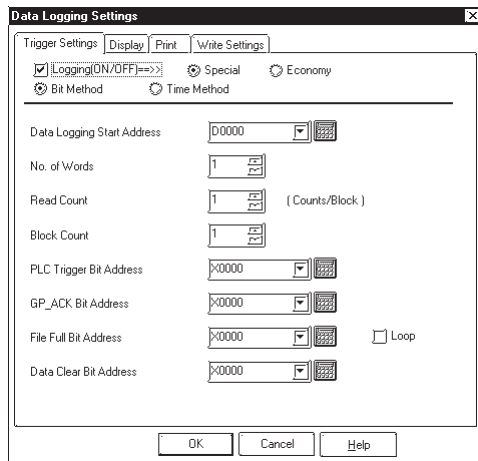 Data Logging Settings
Trigger Settings Display Print Write Settings
Logging(ON/OFF)==>> Special Economy
Bit Method Time Method
Data Logging Start Address D0000
No. of Words 1
Read Count 1 ( Counts/Block )
Block Count 1
PLC Trigger Bit Address X0000
GP_ACK Bit Address X0000
File Full Bit Address X0000 Loop
Data Clear Bit Address X0000
OK Cancel Help